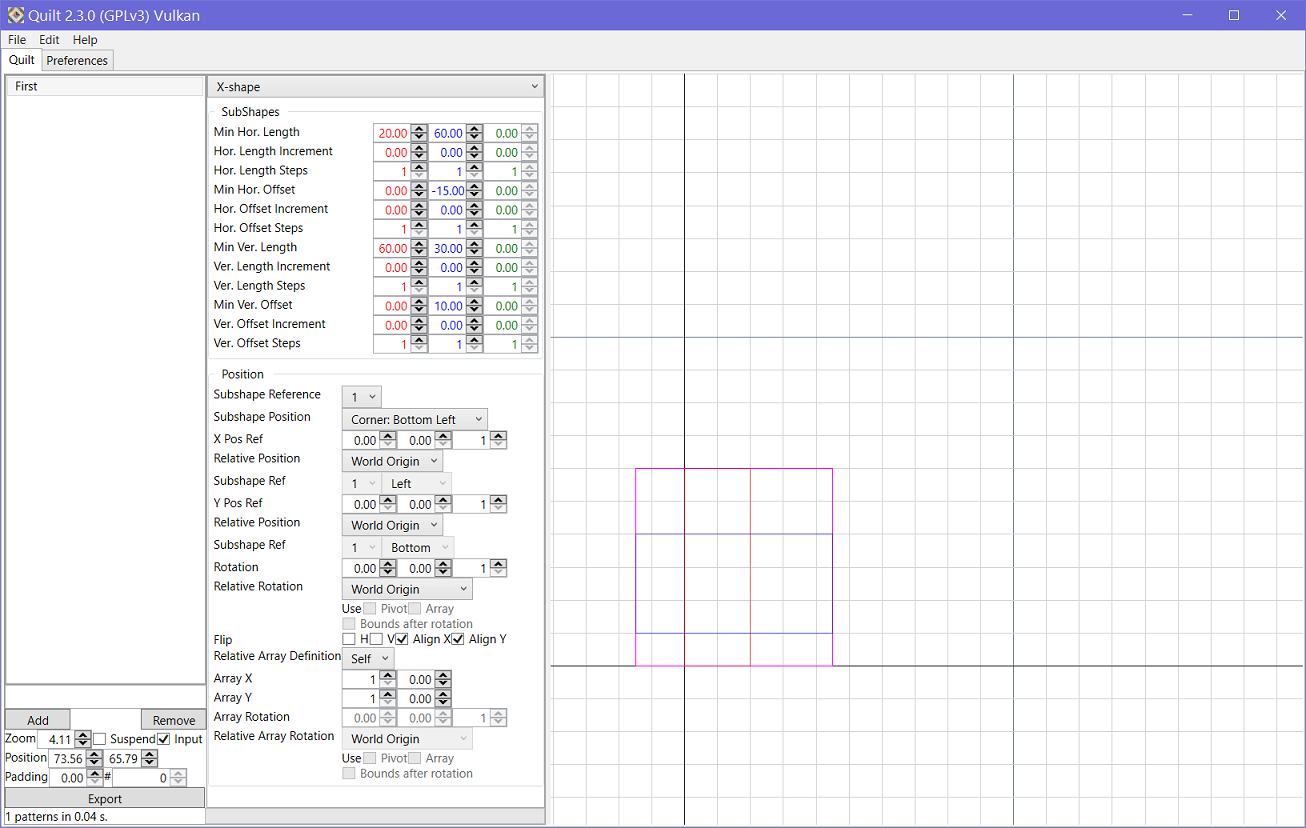 Quilt 2.3.0 (GPLv3) Vulkan
File Edit Help
Quilt Preferences
First
X-shape
SubShapes
Min Hor. Length 20.00 60.00 0.00
Hor. Length Increment 0.00 0.00 0.00
Hor. Length Steps 1 1 1
Min Hor. Offset 0.00 -15.00 0.00
Hor. Offset Increment 0.00 0.00 0.00
Hor. Offset Steps 1 1 1
Min Ver. Length 60.00 30.00 0.00
Ver. Length Increment 0.00 0.00 0.00
Ver. Length Steps 1 1 1
Min Ver. Offset 0.00 10.00 0.00
Ver. Offset Increment 0.00 0.00 0.00
Ver. Offset Steps 1 1 1
Position
Subshape Reference 1
Subshape Position Corner: Bottom Left
X Pos Ref 0.00 0.00 1
Relative Position World Origin
Subshape Ref 1 Left
Y Pos Ref 0.00 0.00 1
Relative Position World Origin
Subshape Ref 1 Bottom
Rotation 0.00 0.00 1
Relative Rotation World Origin
Use Pivot Array
Bounds after rotation
Flip H V Align X Align Y
Relative Array Definition Self
Array X 1 0.00
Array Y 1 0.00
Array Rotation 0.00 0.00 1
Relative Array Rotation World Origin
Use Pivot Array
Bounds after rotation
Add Remove
Zoom 4.11 Suspend Input
Position 73.56 65.79
Padding 0.00 # 0
Export
1 patterns in 0.04 s.